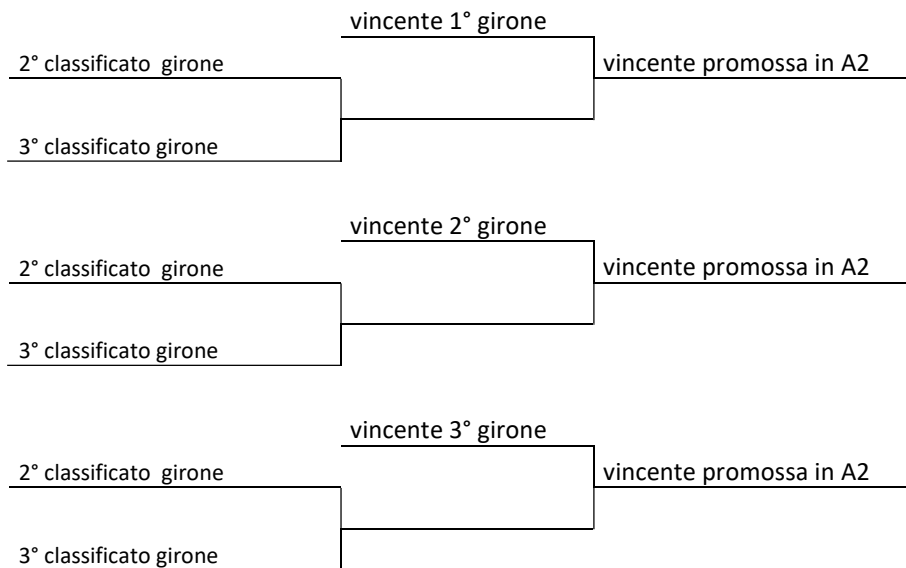 vincente 1° girone
2° classificato  girone
vincente promossa in A2
3° classificato girone
vincente 2° girone
2° classificato  girone
vincente promossa in A2
3° classificato girone
vincente 3° girone
2° classificato  girone
vincente promossa in A2
3° classificato girone